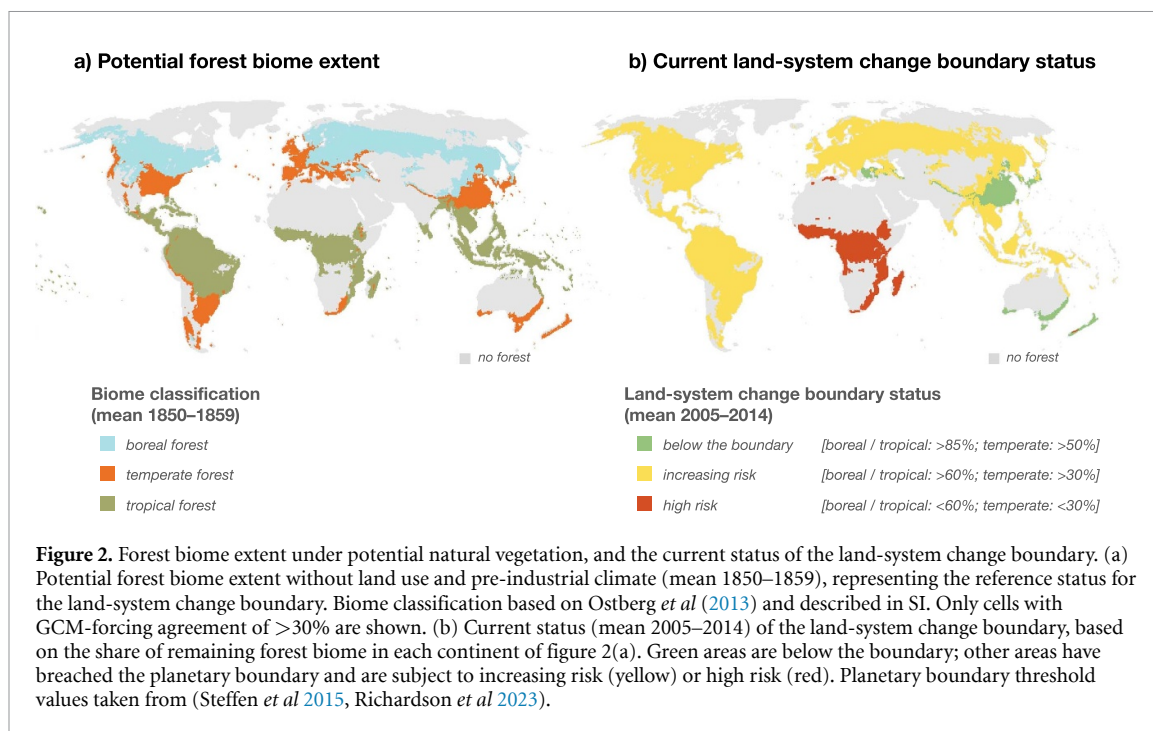 a) Potential forest biome extent
b) Current land-system change boundary status
no forest
no forest
Biome classification
(mean 1850–1859)
boreal forest
temperate forest
tropical forest
Land-system change boundary status
(mean 2005–2014)
below the boundary [boreal / tropical: >85%; temperate: >50%]
increasing risk [boreal / tropical: >60%; temperate: >30%]
high risk [boreal / tropical: <60%; temperate: <30%]
Figure 2. Forest biome extent under potential natural vegetation, and the current status of the land-system change boundary. (a)
Potential forest biome extent without land use and pre-industrial climate (mean 1850–1859), representing the reference status for
the land-system change boundary. Biome classification based on Ostberg et al (2013) and described in SI. Only cells with
GCM-forcing agreement of >30% are shown. (b) Current status (mean 2005–2014) of the land-system change boundary, based
on the share of remaining forest biome in each continent of figure 2(a). Green areas are below the boundary; other areas have
breached the planetary boundary and are subject to increasing risk (yellow) or high risk (red). Planetary boundary threshold
values taken from (Steffen et al 2015, Richardson et al 2023).